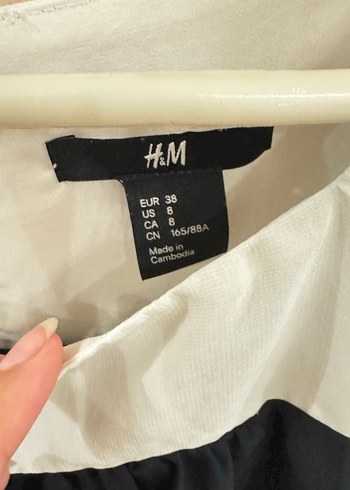 H&M
EUR 38
US 8
CA 8
CN 165/88A
Made in
Cambodia